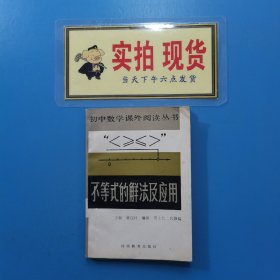 实拍 现货
当天下午六点发货
初中数学课外阅读丛书
“<>≤≥”
不等式的解法及应用